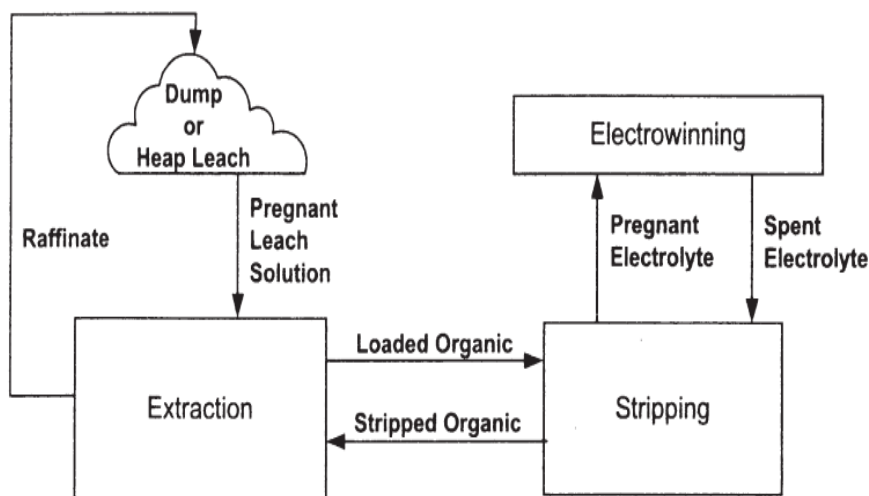 Dump
or
Heap Leach
Electrowinning
Raffinate
Pregnant
Leach
Solution
Pregnant
Electrolyte
Spent
Electrolyte
Loaded Organic
Extraction
Stripping
Stripped Organic